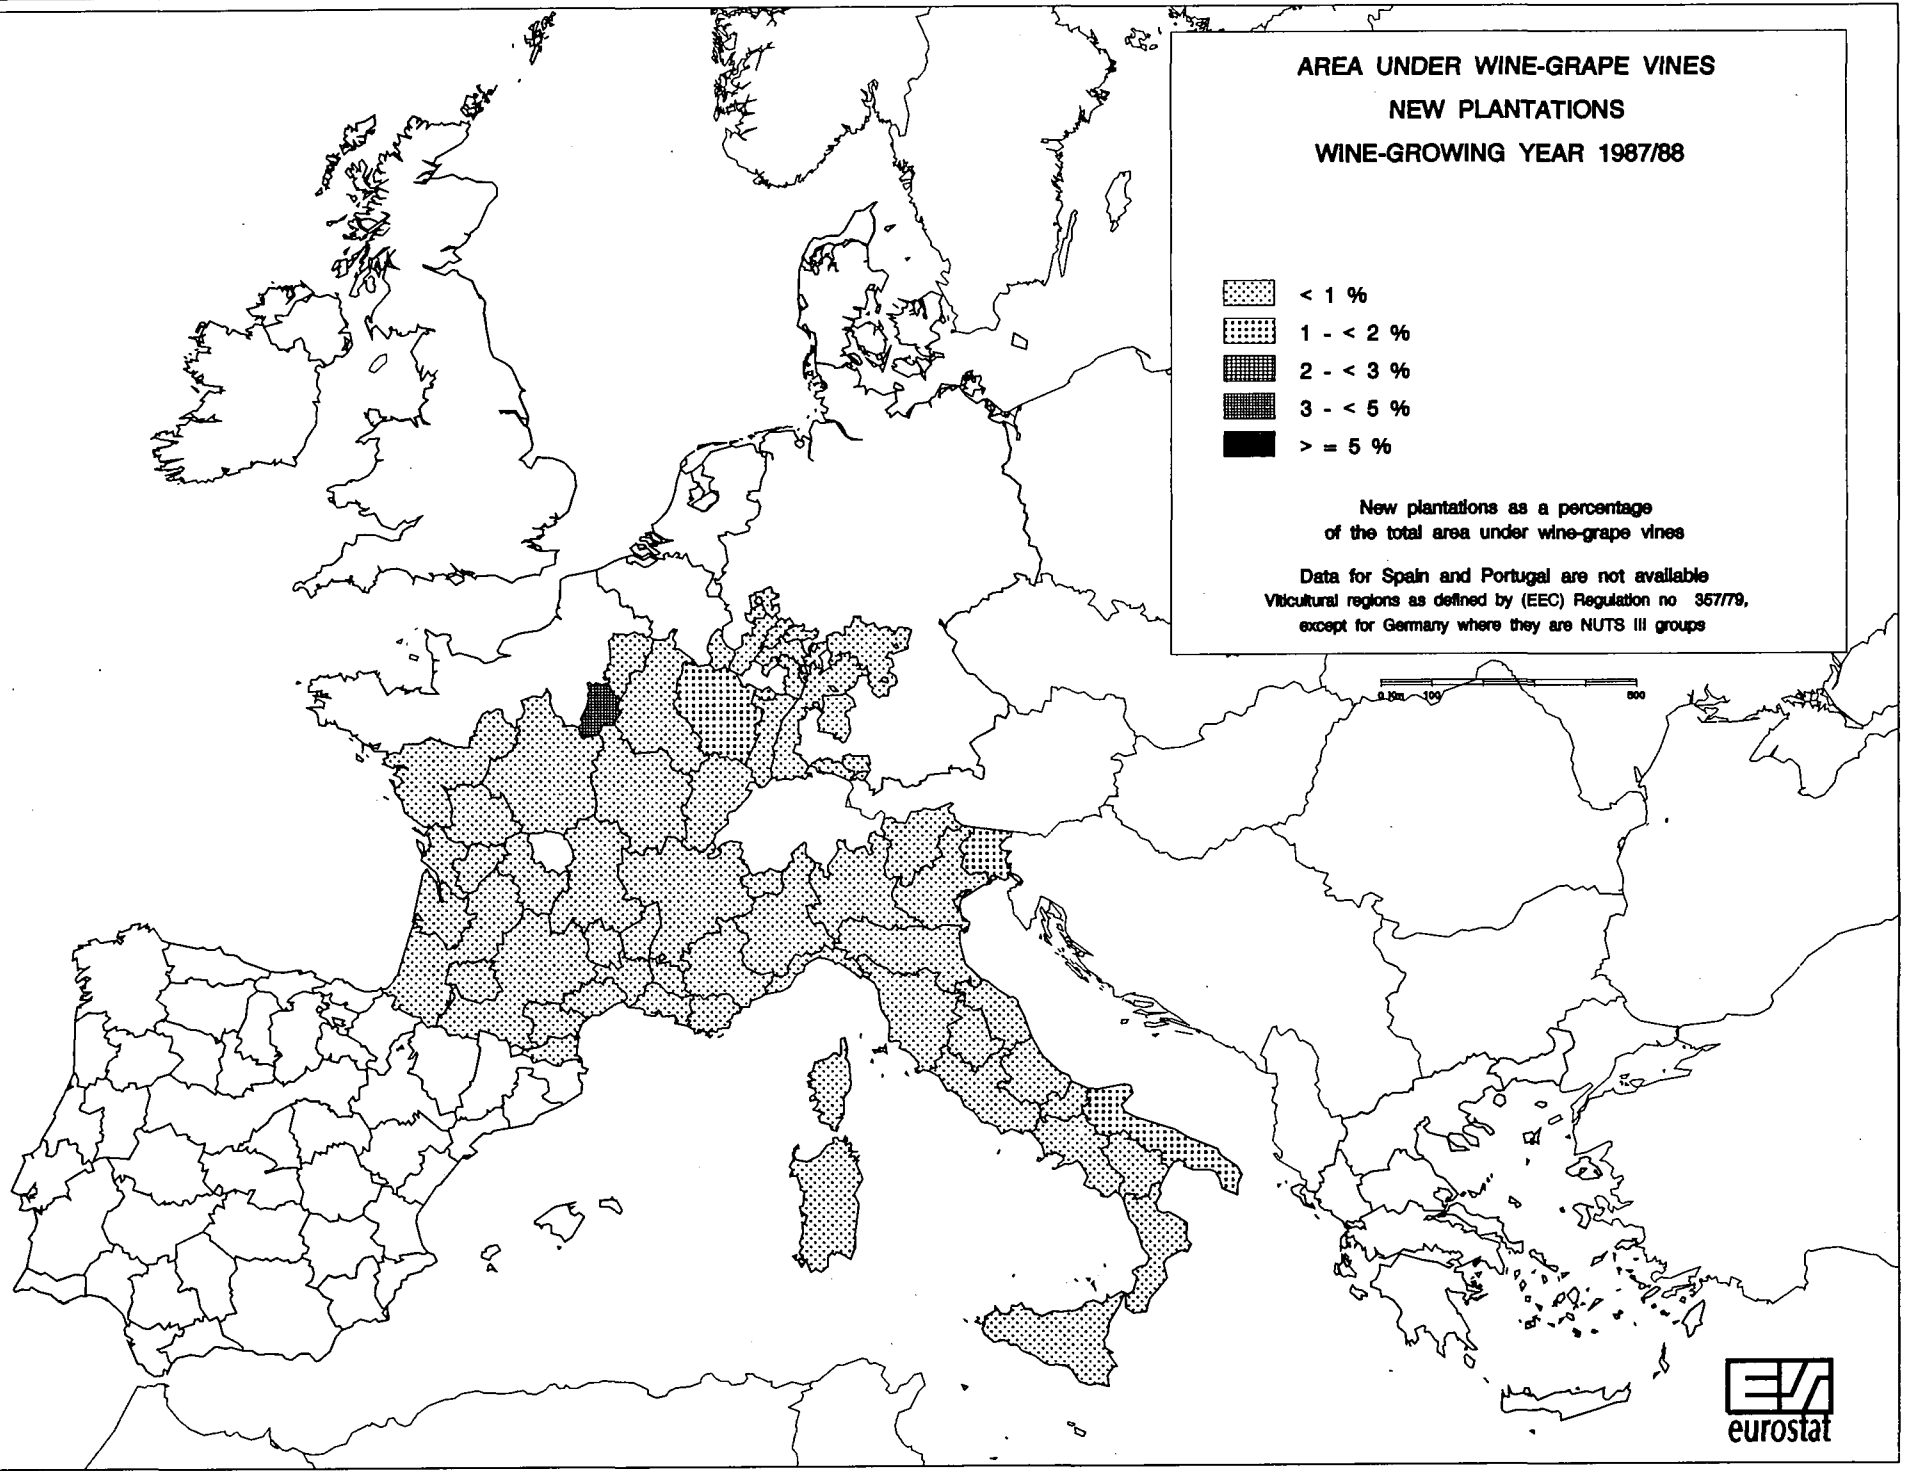 AREA UNDER WINE-GRAPE VINES
NEW PLANTATIONS
WINE-GROWING YEAR 1987/88
< 1 %
1 - < 2 %
2 - < 3 %
3 - < 5 %
> = 5 %
New plantations as a percentage
of the total area under wine-grape vines
Data for Spain and Portugal are not available
Viticultural regions as defined by (EEC) Regulation no 357/79,
except for Germany where they are NUTS III groups
0 Km 100 500
eurostat